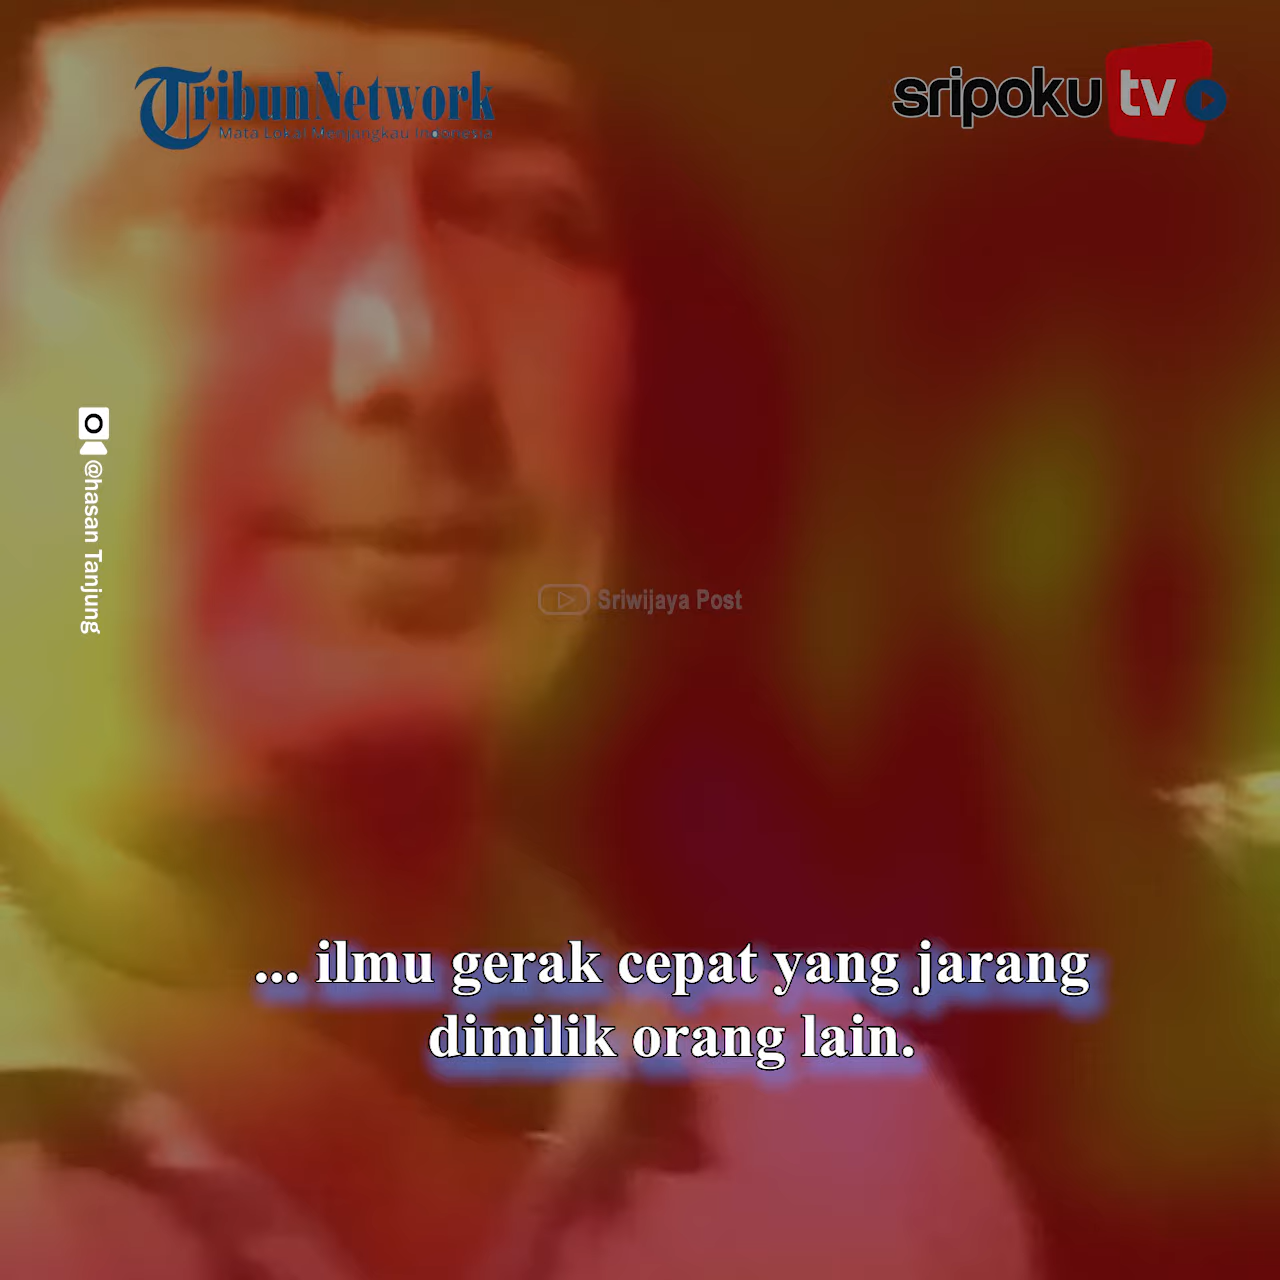 TribunNetwork
Mata Lokal Menjangkau Indonesia
sripoku tv
@hasan Tanjung
Sriwijaya Post
... ilmu gerak cepat yang jarang
dimilik orang lain.